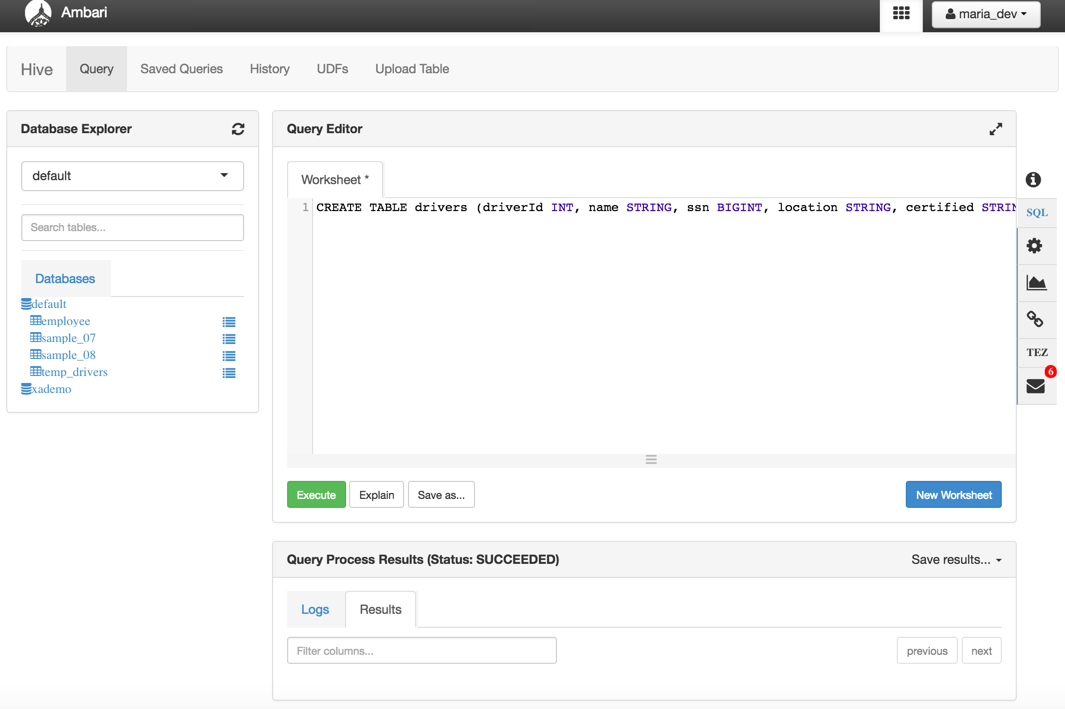 Ambari
maria_dev
Hive Query Saved Queries History UDFs Upload Table
Database Explorer
default
Search tables...
Databases
default
employee
sample_07
sample_08
temp_drivers
xademo
Query Editor
Worksheet *
1 CREATE TABLE drivers (driverId INT, name STRING, ssn BIGINT, location STRING, certified STRIN
Execute Explain Save as... New Worksheet
SQL
TEZ
6
Query Process Results (Status: SUCCEEDED) Save results...
Logs Results
Filter columns... previous next